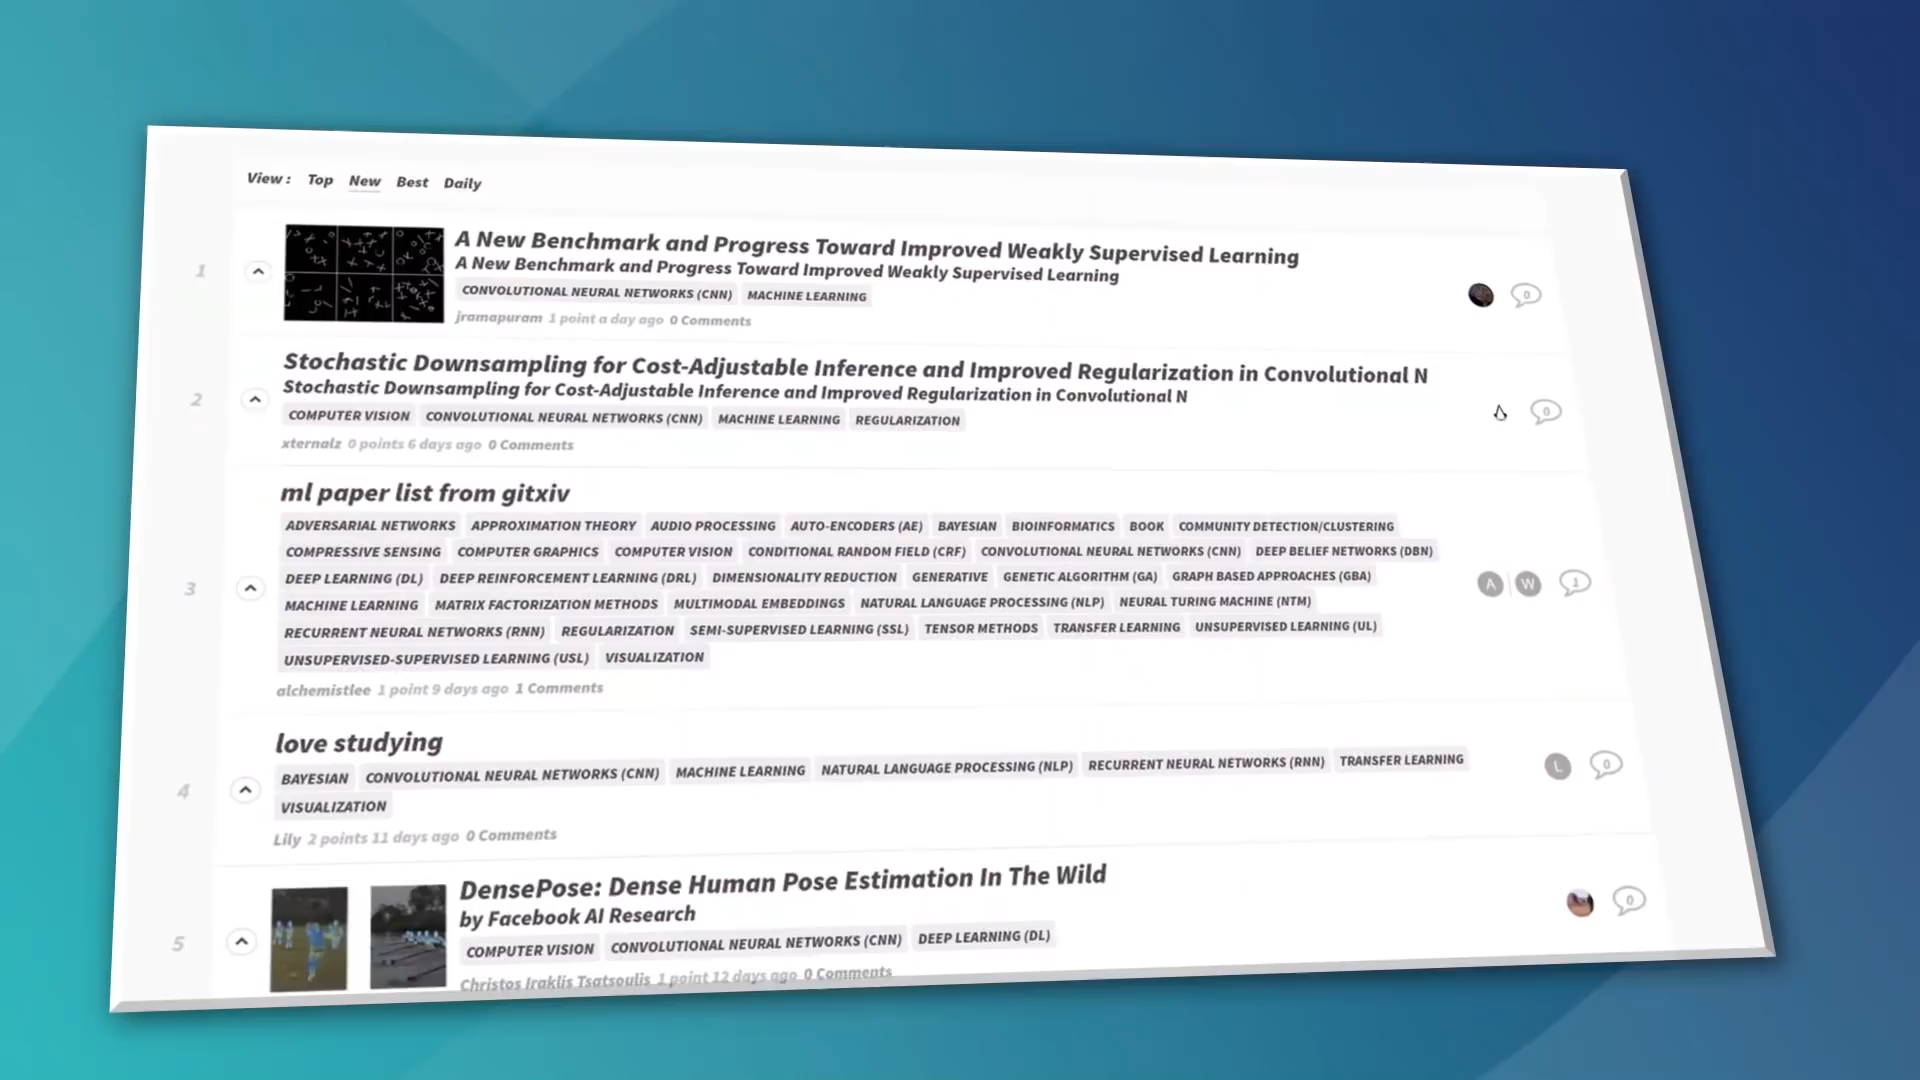 View : Top New Best Daily
1
A New Benchmark and Progress Toward Improved Weakly Supervised Learning
A New Benchmark and Progress Toward Improved Weakly Supervised Learning
CONVOLUTIONAL NEURAL NETWORKS (CNN) MACHINE LEARNING
jramapuram 1 point a day ago 0 Comments
0
2
Stochastic Downsampling for Cost-Adjustable Inference and Improved Regularization in Convolutional N
Stochastic Downsampling for Cost-Adjustable Inference and Improved Regularization in Convolutional N
COMPUTER VISION CONVOLUTIONAL NEURAL NETWORKS (CNN) MACHINE LEARNING REGULARIZATION
xternalz 0 points 6 days ago 0 Comments
0
3
ml paper list from gitxiv
ADVERSARIAL NETWORKS APPROXIMATION THEORY AUDIO PROCESSING AUTO-ENCODERS (AE) BAYESIAN BIOINFORMATICS BOOK COMMUNITY DETECTION/CLUSTERING
COMPRESSIVE SENSING COMPUTER GRAPHICS COMPUTER VISION CONDITIONAL RANDOM FIELD (CRF) CONVOLUTIONAL NEURAL NETWORKS (CNN) DEEP BELIEF NETWORKS (DBN)
DEEP LEARNING (DL) DEEP REINFORCEMENT LEARNING (DRL) DIMENSIONALITY REDUCTION GENERATIVE GENETIC ALGORITHM (GA) GRAPH BASED APPROACHES (GBA)
MACHINE LEARNING MATRIX FACTORIZATION METHODS MULTIMODAL EMBEDDINGS NATURAL LANGUAGE PROCESSING (NLP) NEURAL TURING MACHINE (NTM)
RECURRENT NEURAL NETWORKS (RNN) REGULARIZATION SEMI-SUPERVISED LEARNING (SSL) TENSOR METHODS TRANSFER LEARNING UNSUPERVISED LEARNING (UL)
UNSUPERVISED-SUPERVISED LEARNING (USL) VISUALIZATION
alchemistlee 1 point 9 days ago 1 Comments
A W 1
4
love studying
BAYESIAN CONVOLUTIONAL NEURAL NETWORKS (CNN) MACHINE LEARNING NATURAL LANGUAGE PROCESSING (NLP) RECURRENT NEURAL NETWORKS (RNN) TRANSFER LEARNING
VISUALIZATION
Lily 2 points 11 days ago 0 Comments
L 0
5
DensePose: Dense Human Pose Estimation In The Wild
by Facebook AI Research
COMPUTER VISION CONVOLUTIONAL NEURAL NETWORKS (CNN) DEEP LEARNING (DL)
Christos Iraklis Tsatsoulis 1 point 12 days ago 0 Comments
0